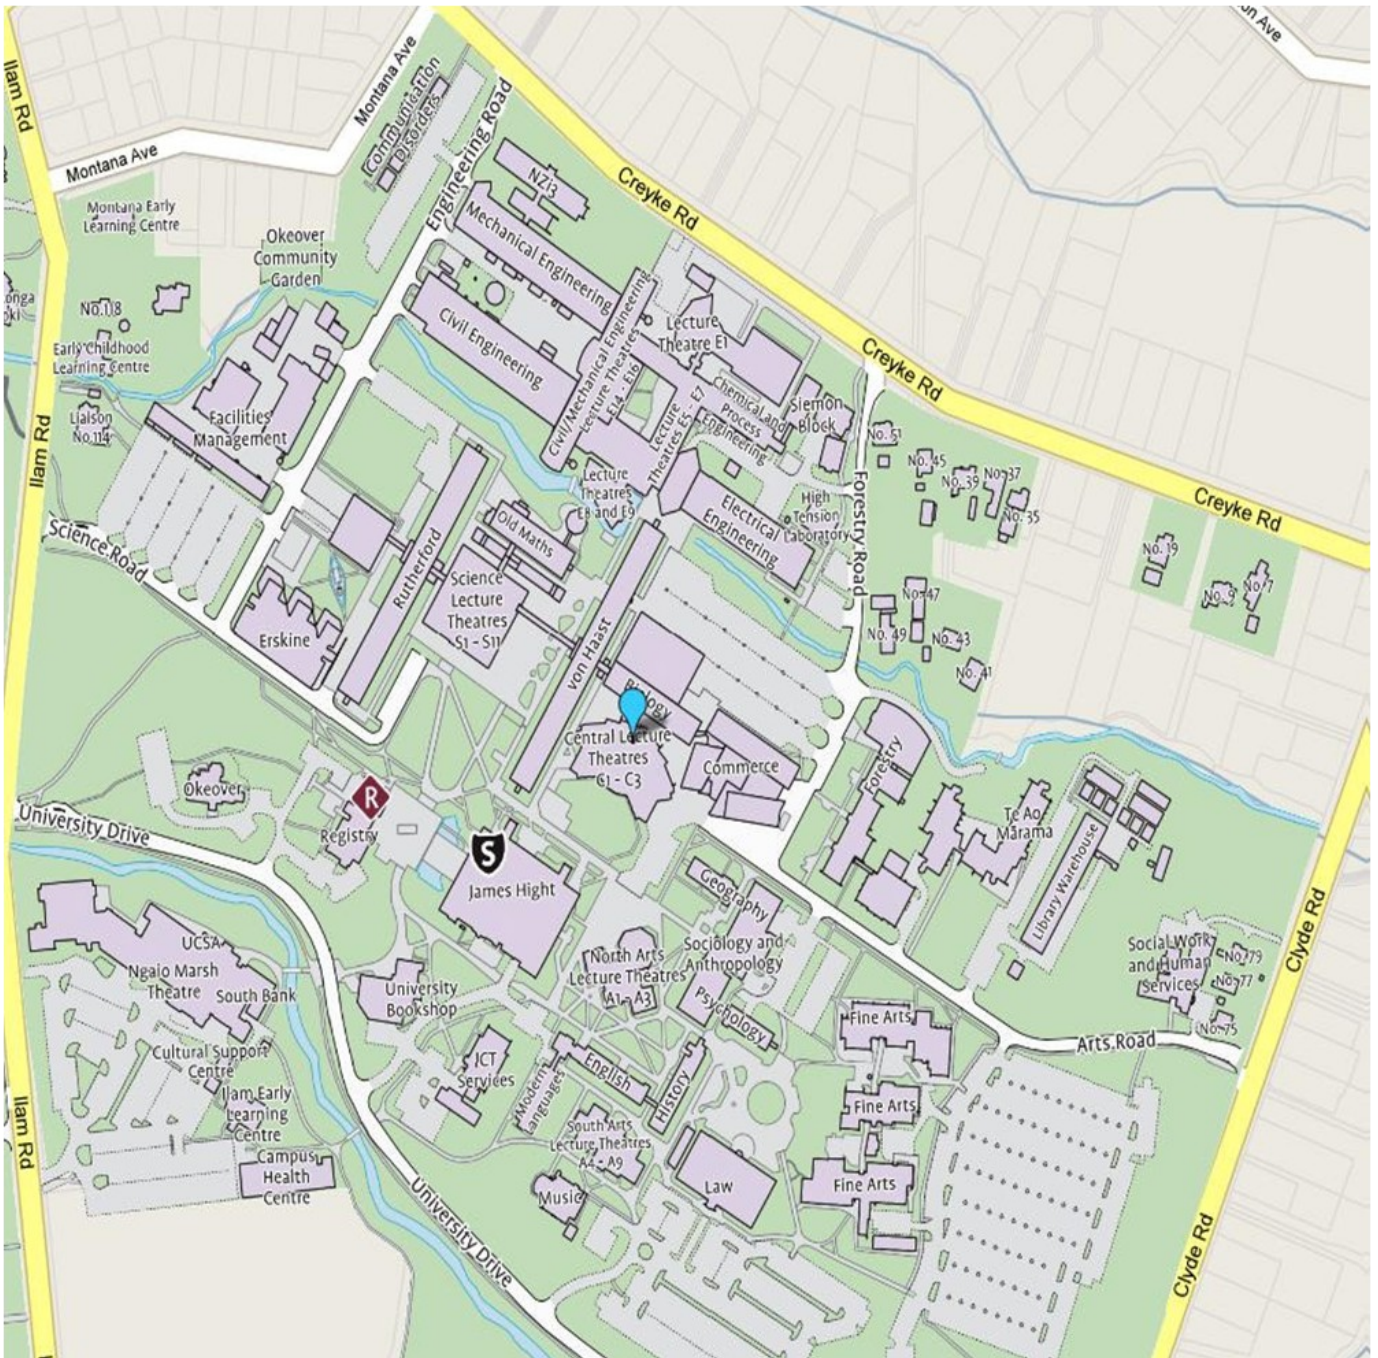 Ilam Rd
Montana Ave
Montana Ave
Communication
Disorders
Engineering Road
Creyke Rd
NZi3
Montana Early
Learning Centre
Okeover
Community
Garden
Mechanical Engineering
No.118
Early Childhood
Learning Centre
Civil Engineering
Civil/Mechanical Engineering
Lecture Theatres
E14 - E16
Lecture
Theatre E1
Creyke Rd
Liaison
No.114
Ilam Rd
Facilities
Management
Lecture
Theatres E5 - E7
Chemical and
Process
Engineering
Siemon
Block
No. 51
No. 45
No. 39
No. 37
No. 35
Creyke Rd
Lecture
Theatres
E8 and E9
Electrical
Engineering
High
Tension
Laboratory
Forestry Road
Science Road
Rutherford
Old Maths
Science
Lecture
Theatres
S1 - S11
Erskine
von Haast
No. 19
No. 9
No. 7
No. 47
No. 49
No. 43
No. 41
Biology
Central Lecture
Theatres
C1 - C3
Commerce
Forestry
Okeover
R
Registry
University Drive
S
James Hight
Te Ao
Marama
Library Warehouse
Geography
Sociology and
Anthropology
North Arts
Lecture Theatres
A1 - A3
Psychology
Clyde Rd
UCSA
Ngaio Marsh
Theatre
South Bank
University
Bookshop
Social Work
and Human
Services
No. 79
No. 77
No. 75
Fine Arts
Arts Road
Cultural Support
Centre
JCT
Services
Modern
Languages
English
History
Ilam Early
Learning
Centre
Fine Arts
South Arts
Lecture Theatres
A4 - A9
Ilam Rd
Campus
Health
Centre
Music
Law
Fine Arts
University Drive
Clyde Rd